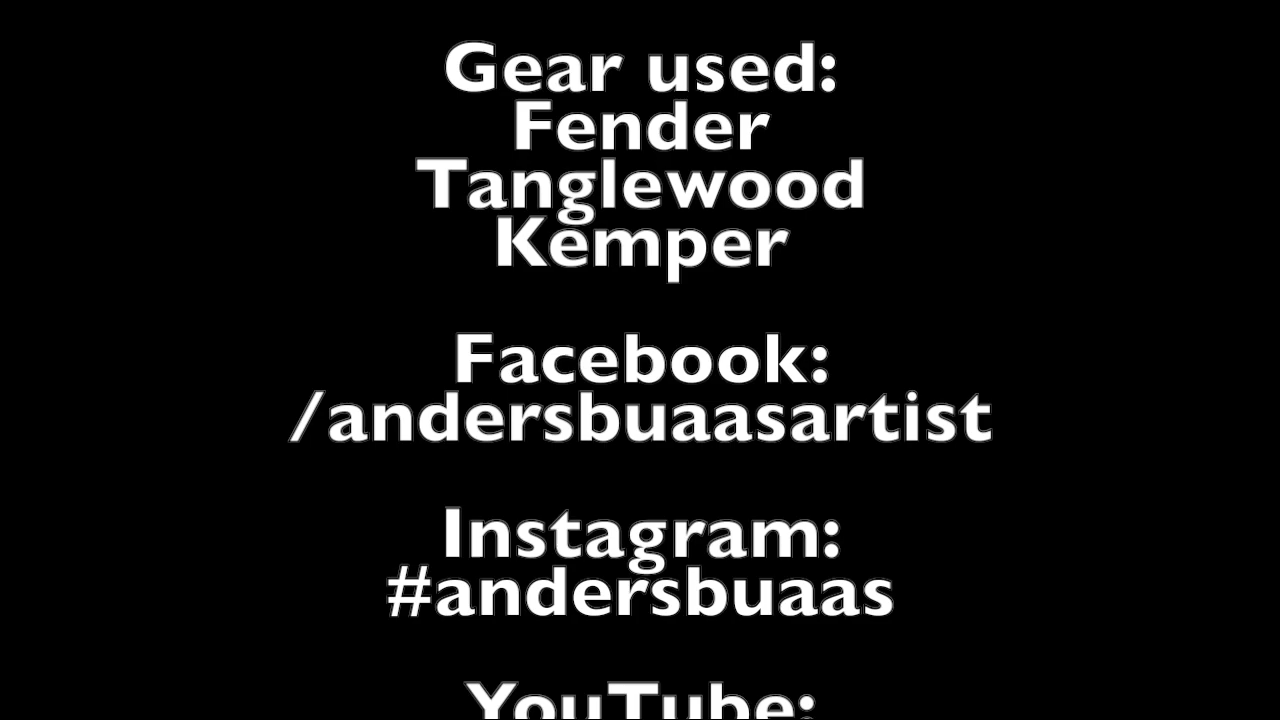 Gear used:
Fender
Tanglewood
Kemper
Facebook:
/andersbuaasartist
Instagram:
#andersbuaas
YouTube: